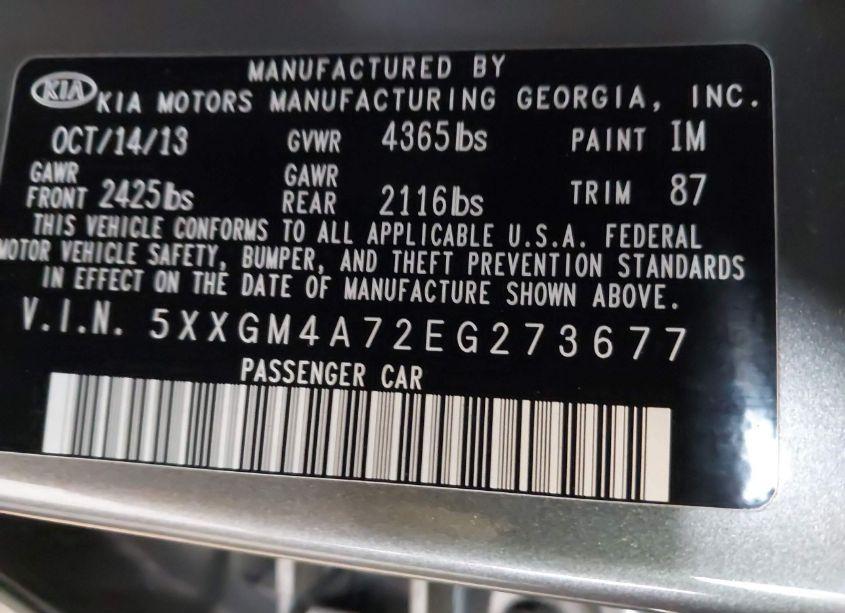 MANUFACTURED BY
KIA KIA MOTORS MANUFACTURING GEORGIA, INC.
OCT/14/13 GVWR 4365lbs PAINT IM
GAWR FRONT 2425lbs GAWR REAR 2116lbs TRIM 87
THIS VEHICLE CONFORMS TO ALL APPLICABLE U.S.A. FEDERAL
MOTOR VEHICLE SAFETY, BUMPER, AND THEFT PREVENTION STANDARDS
IN EFFECT ON THE DATE OF MANUFACTURE SHOWN ABOVE.
V.I.N. 5XXGM4A72EG273677
PASSENGER CAR